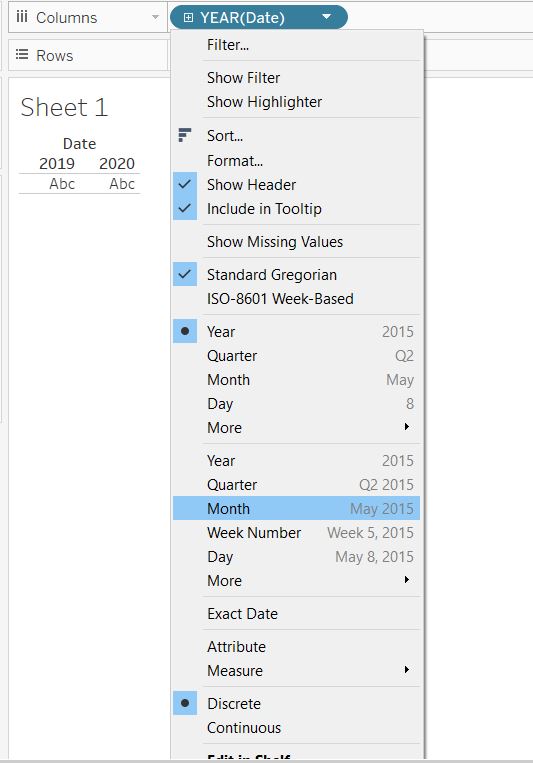 Columns
YEAR(Date)
Rows
Sheet 1
Date
2019 2020
Abc Abc
Filter...
Show Filter
Show Highlighter
Sort...
Format...
Show Header
Include in Tooltip
Show Missing Values
Standard Gregorian
ISO-8601 Week-Based
Year 2015
Quarter Q2
Month May
Day 8
More
Year 2015
Quarter Q2 2015
Month May 2015
Week Number Week 5, 2015
Day May 8, 2015
More
Exact Date
Attribute
Measure
Discrete
Continuous
Edit in Shelf